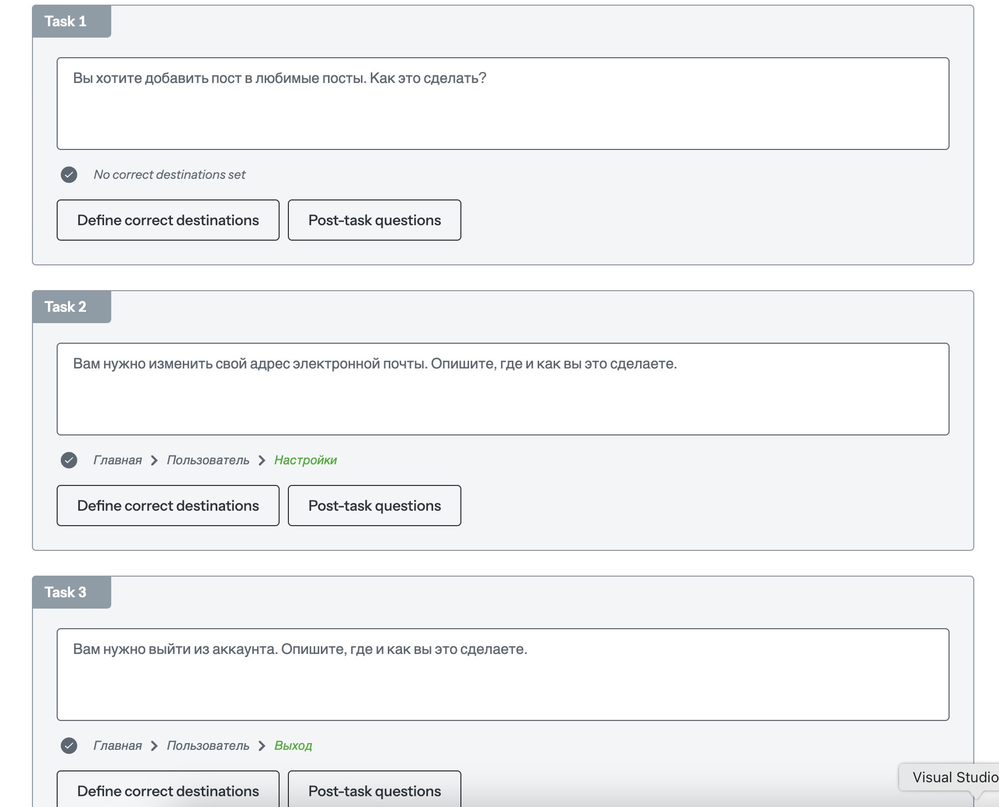 Task 1
Вы хотите добавить пост в любимые посты. Как это сделать?
No correct destinations set
Define correct destinations
Post-task questions
Task 2
Вам нужно изменить свой адрес электронной почты. Опишите, где и как вы это сделаете.
Главная > Пользователь > Настройки
Define correct destinations
Post-task questions
Task 3
Вам нужно выйти из аккаунта. Опишите, где и как вы это сделаете.
Главная > Пользователь > Выход
Define correct destinations
Post-task questions
Visual Studio